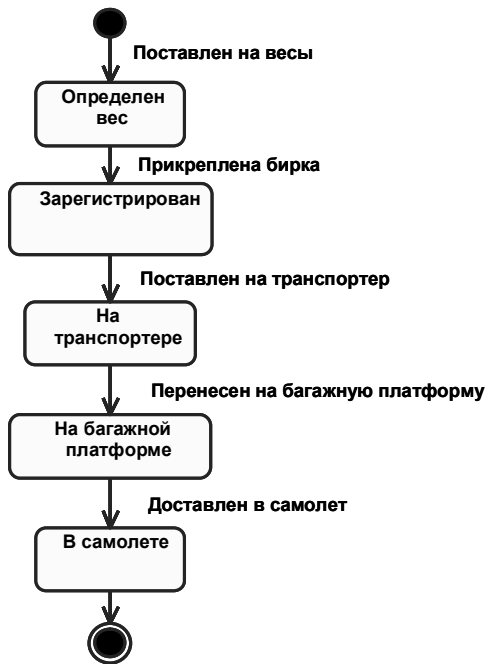 Поставлен на весы
Определен
вес
Прикреплена бирка
Зарегистрирован
Поставлен на транспортер
На
транспортере
Перенесен на багажную платформу
На багажной
платформе
Доставлен в самолет
В самолете